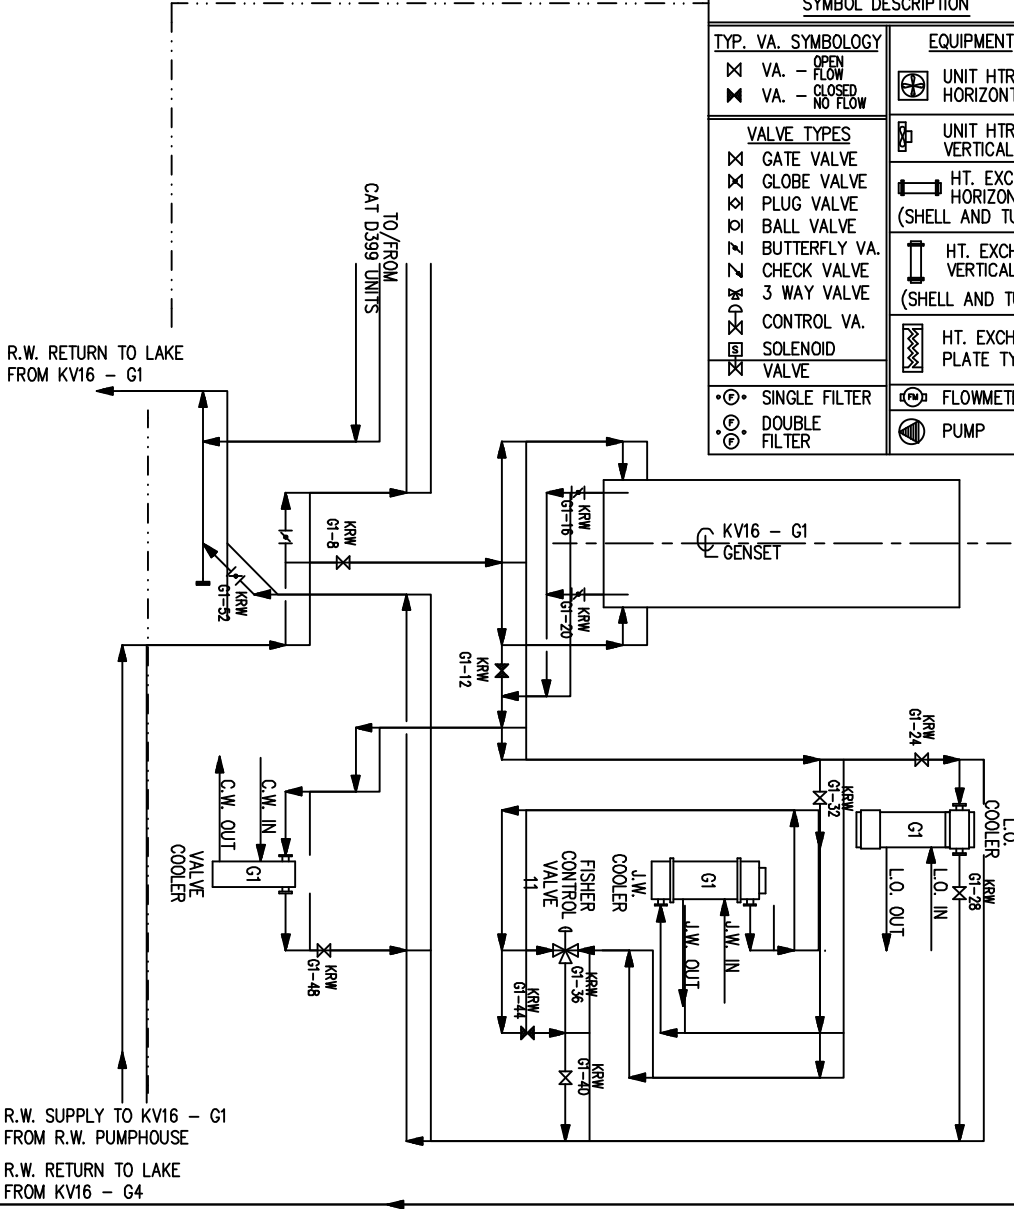 SYMBOL DESCRIPTION
TYP. VA. SYMBOLOGY
VA. – OPEN FLOW
VA. – CLOSED NO FLOW
VALVE TYPES
GATE VALVE
GLOBE VALVE
PLUG VALVE
BALL VALVE
BUTTERFLY VA.
CHECK VALVE
3 WAY VALVE
CONTROL VA.
S SOLENOID
VALVE
F SINGLE FILTER
F DOUBLE
F FILTER
EQUIPMENT
UNIT HTR
HORIZONT
UNIT HTR
VERTICAL
HT. EXC
HORIZON
(SHELL AND TU
HT. EXCH
VERTICAL
(SHELL AND TU
HT. EXCH
PLATE TY
FM FLOWMET
PUMP
TO/FROM
CAT D399 UNITS
R.W. RETURN TO LAKE
FROM KV16 – G1
KRW
G1-8
KRW
G1-16
KV16 – G1
GENSET
KRW
G1-52
KRW
G1-20
KRW
G1-12
KRW
G1-24
KRW
G1-32
L.O.
COOLER
G1
KRW
G1-28
L.O. IN
L.O. OUT
C.W. IN
C.W. OUT
VALVE
COOLER
G1
KRW
G1-48
FISHER
CONTROL
VALVE
11
J.W.
COOLER
G1
J.W. IN
J.W. OUT
KRW
G1-36
KRW
G1-44
KRW
G1-40
R.W. SUPPLY TO KV16 – G1
FROM R.W. PUMPHOUSE
R.W. RETURN TO LAKE
FROM KV16 – G4